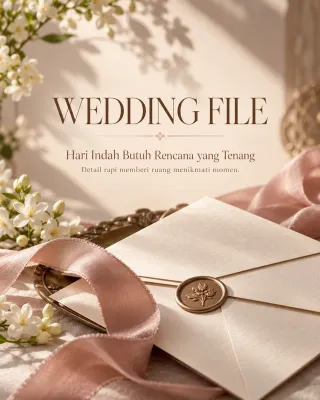 WEDDING FILE
Hari Indah Butuh Rencana yang Tenang
Detail rapi memberi ruang menikmati momen.